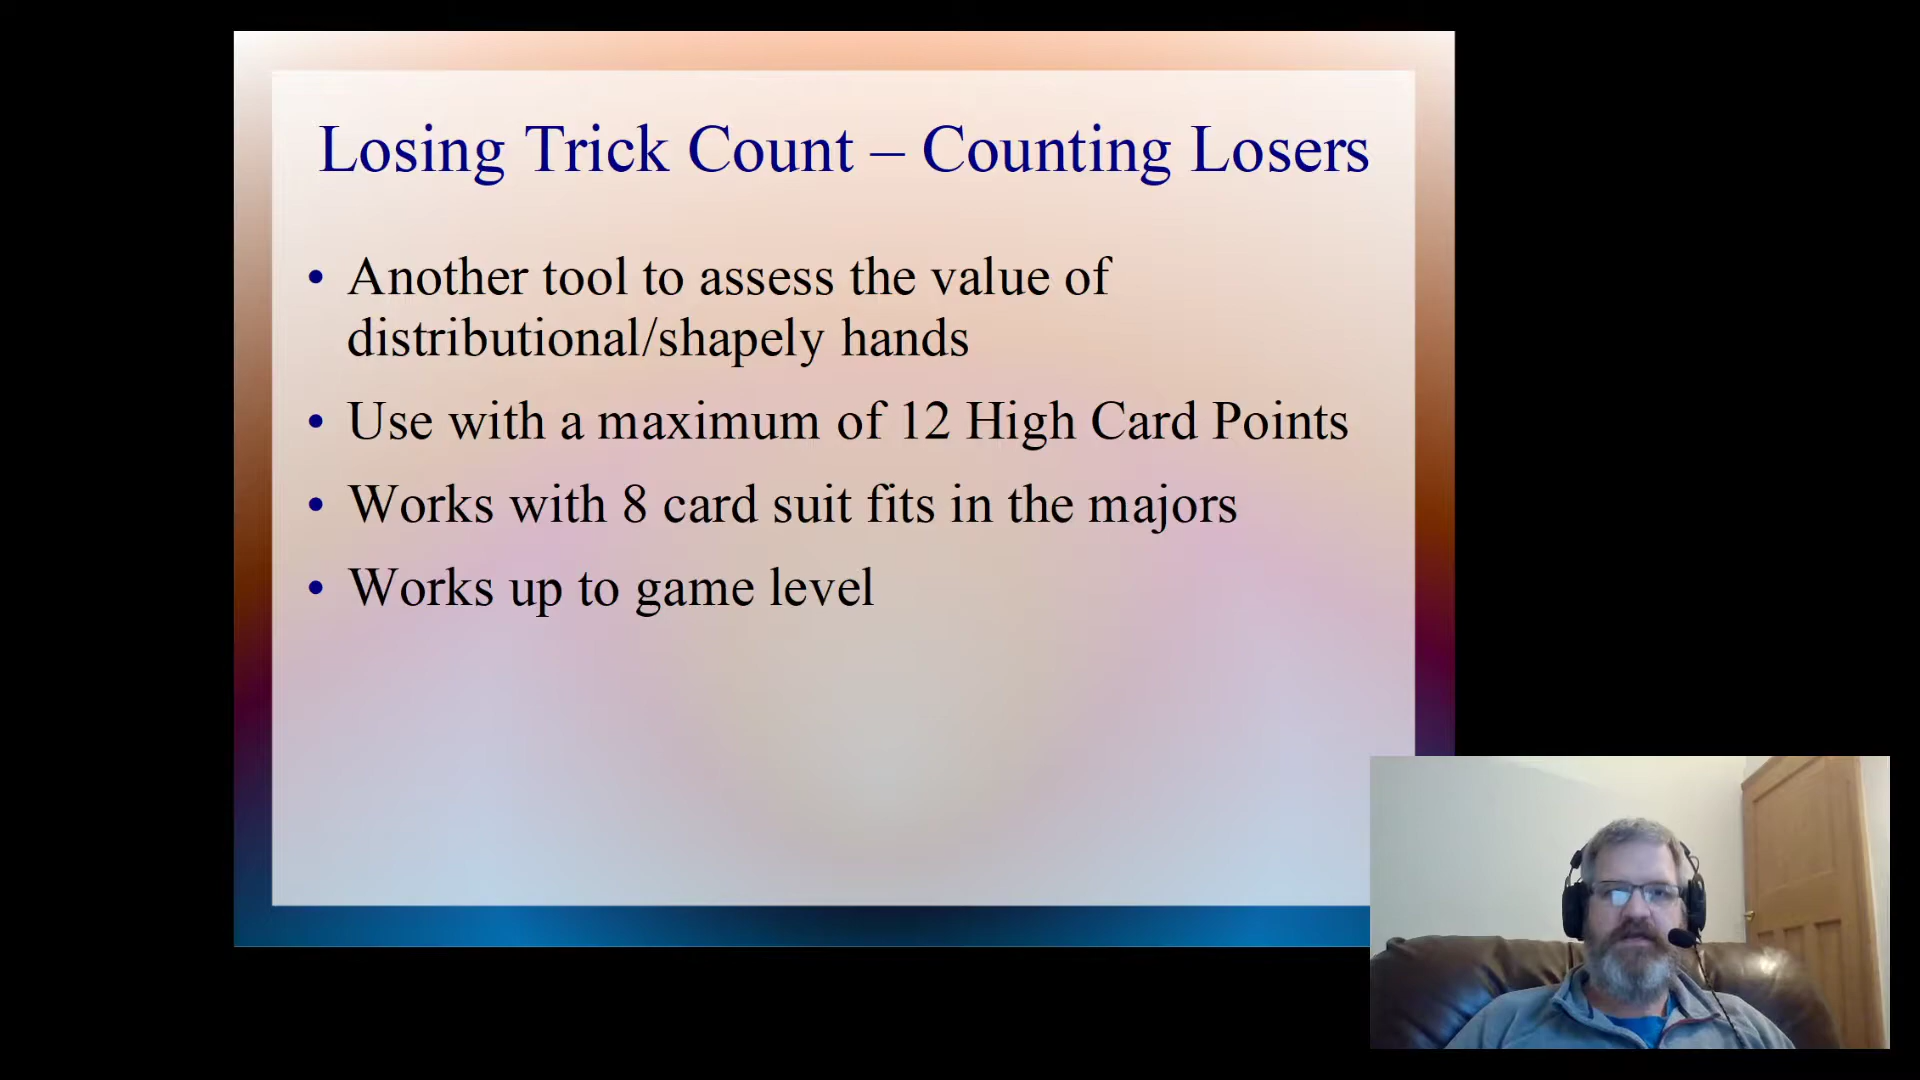 Losing Trick Count – Counting Losers
• Another tool to assess the value of
distributional/shapely hands
• Use with a maximum of 12 High Card Points
• Works with 8 card suit fits in the majors
• Works up to game level